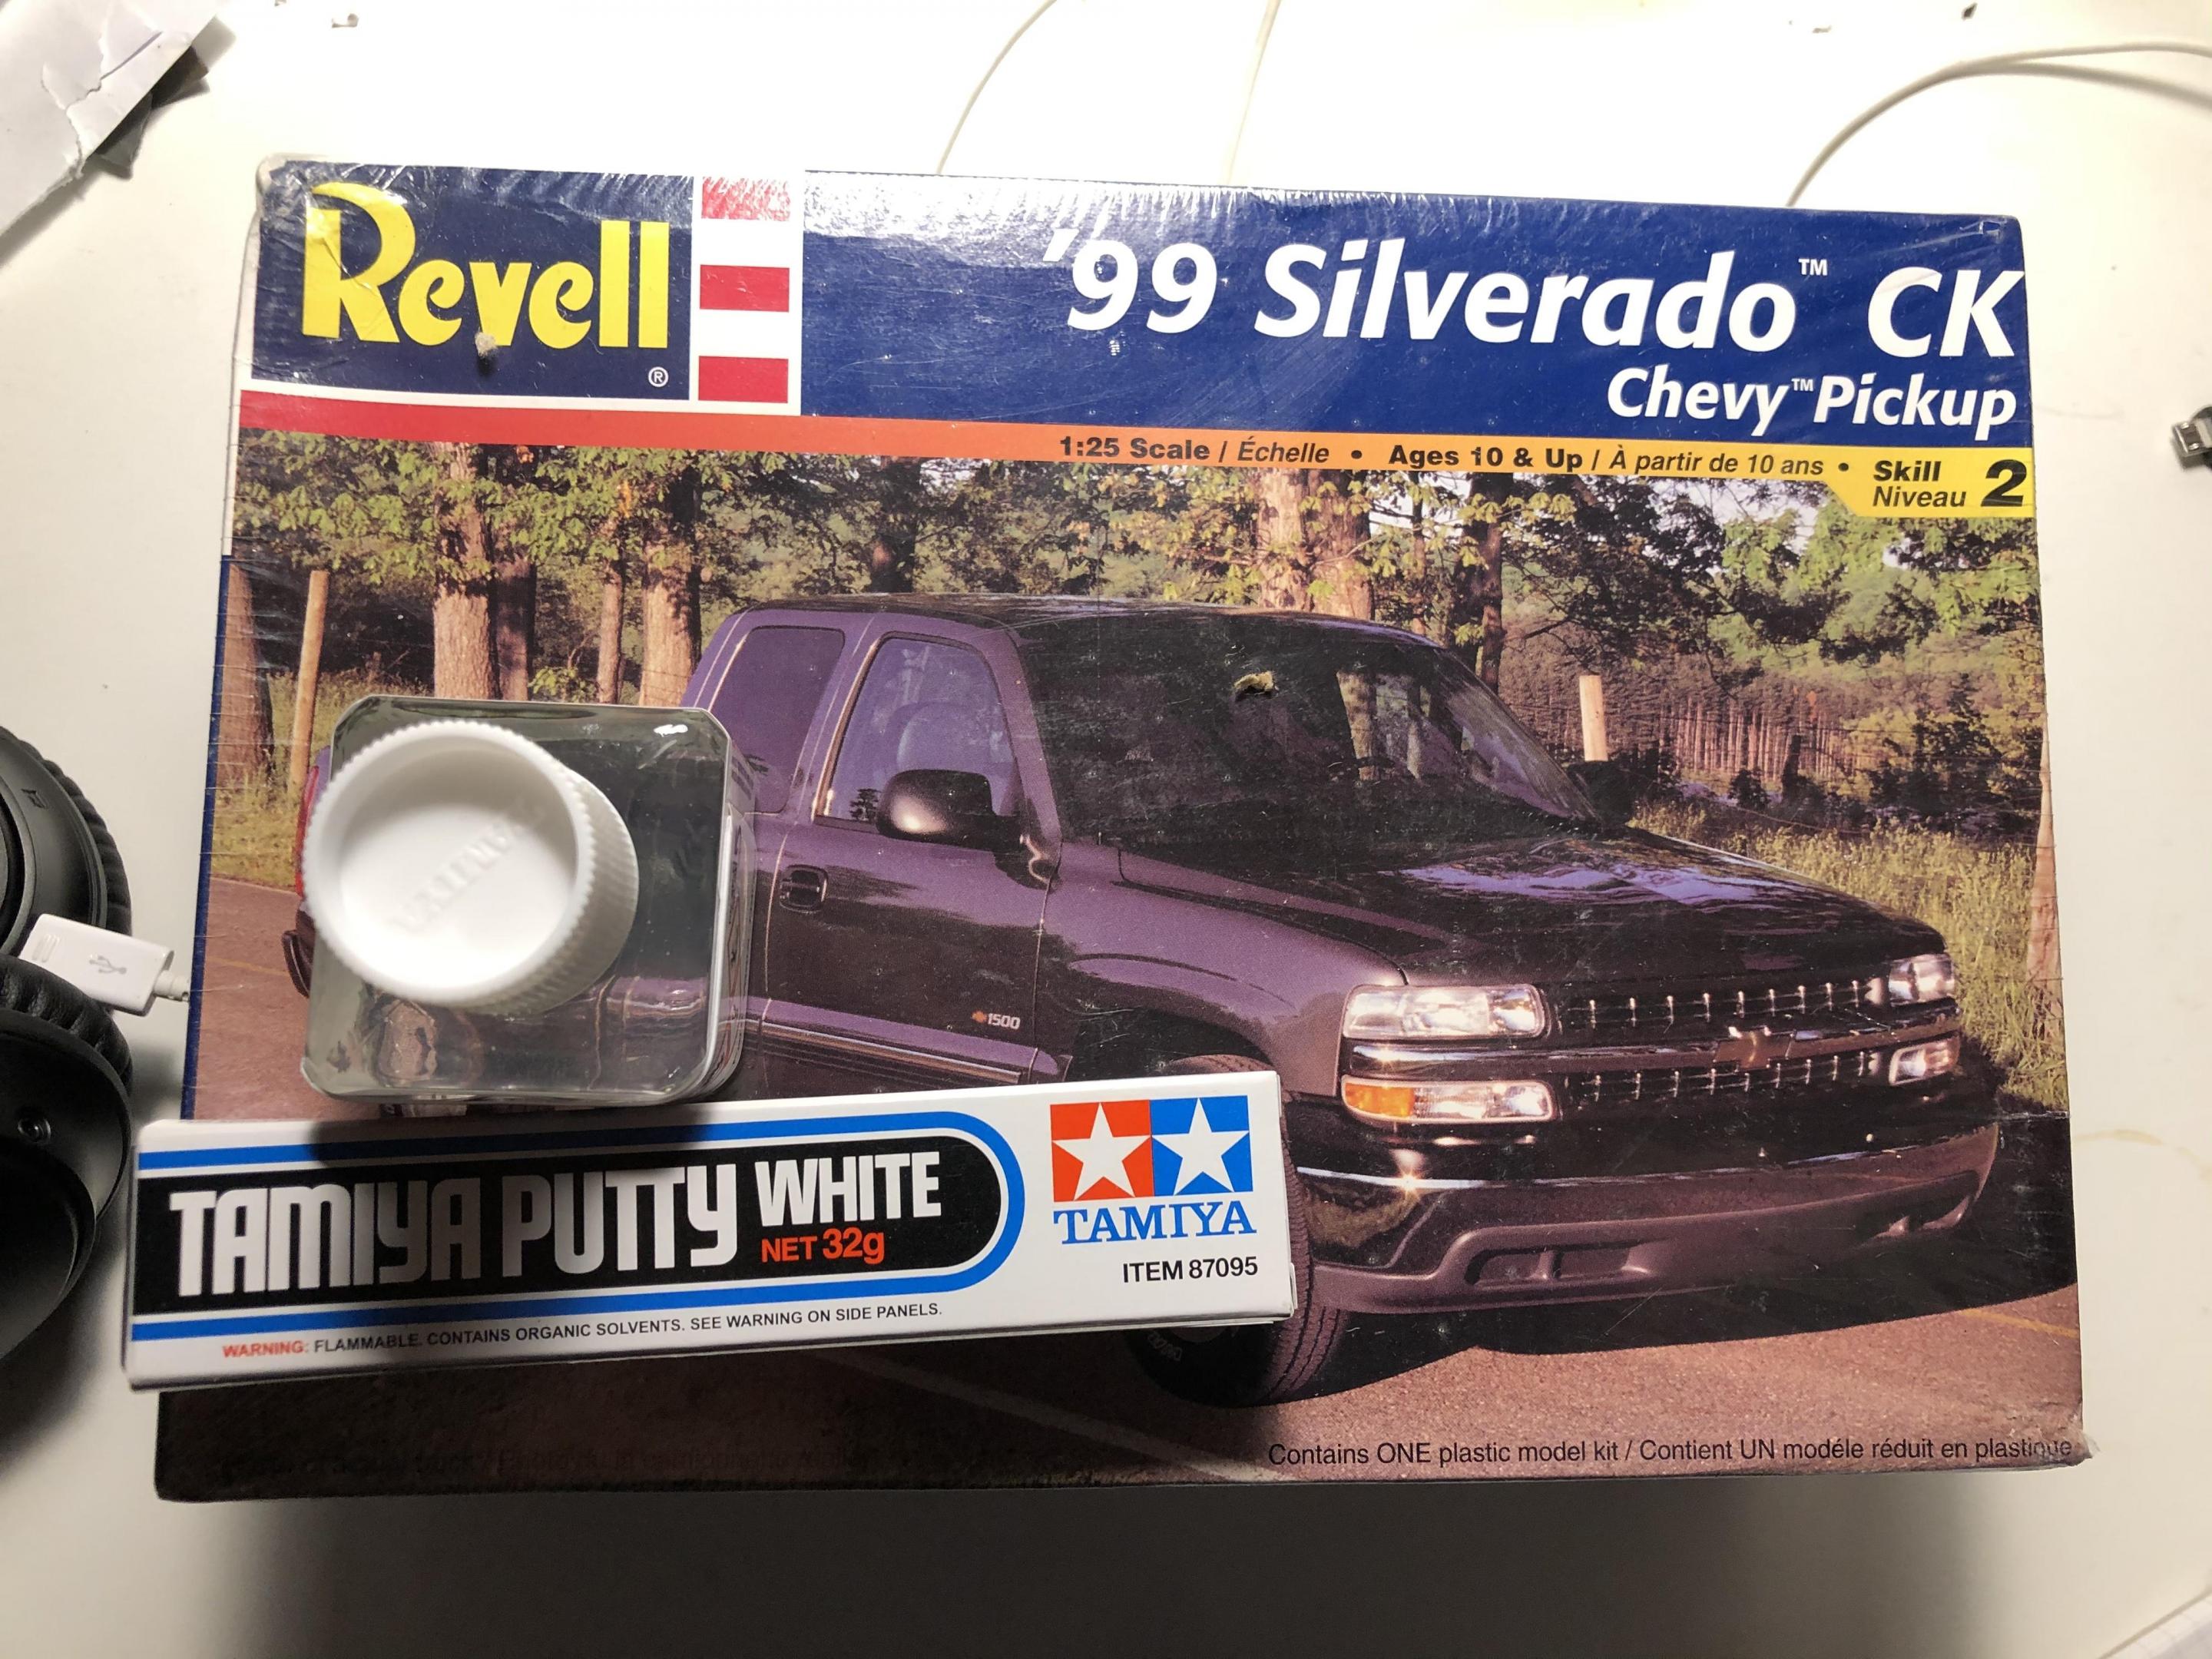 Revell
®
'99 Silverado™ CK
Chevy™ Pickup
1:25 Scale / Échelle • Ages 10 & Up / À partir de 10 ans •
Skill
Niveau 2
1500
TAMIYA PUTTY WHITE
NET 32g
TAMIYA
ITEM 87095
WARNING: FLAMMABLE. CONTAINS ORGANIC SOLVENTS. SEE WARNING ON SIDE PANELS.
Contains ONE plastic model kit / Contient UN modéle réduit en plastique